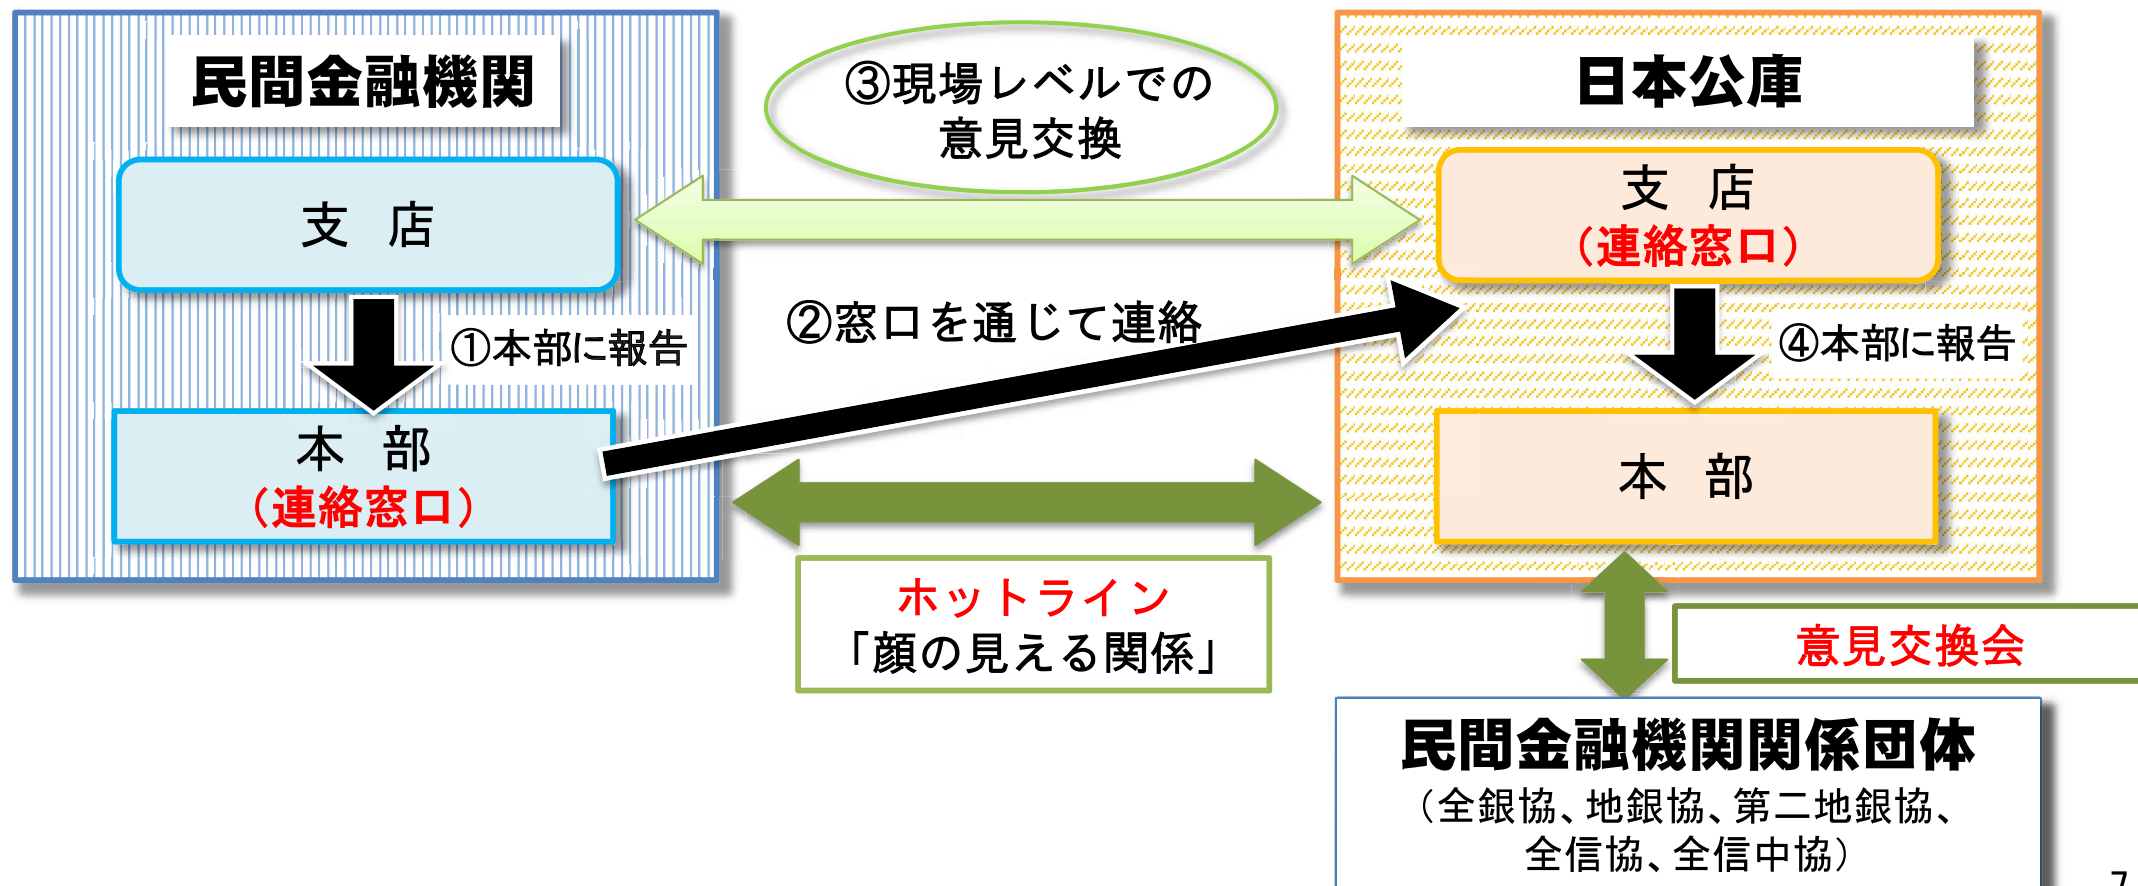 民間金融機関
支 店
①本部に報告
本 部
（連絡窓口）
③現場レベルでの
意見交換
②窓口を通じて連絡
ホットライン
「顔の見える関係」
日本公庫
支 店
（連絡窓口）
④本部に報告
本 部
意見交換会
民間金融機関関係団体
（全銀協、地銀協、第二地銀協、
全信協、全信中協）
7